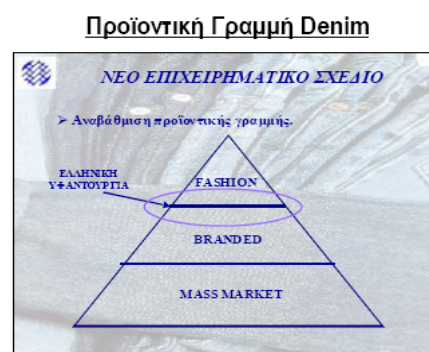 Προϊοντική Γραμμή Denim
ΝΕΟ ΕΠΙΧΕΙΡΗΜΑΤΙΚΟ ΣΧΕΔΙΟ
➢ Αναβάθμιση προϊοντικής γραμμής.
ΕΛΛΗΝΙΚΗ
ΥΦΑΝΤΟΥΡΓΙΑ
FASHION
BRANDED
MASS MARKET